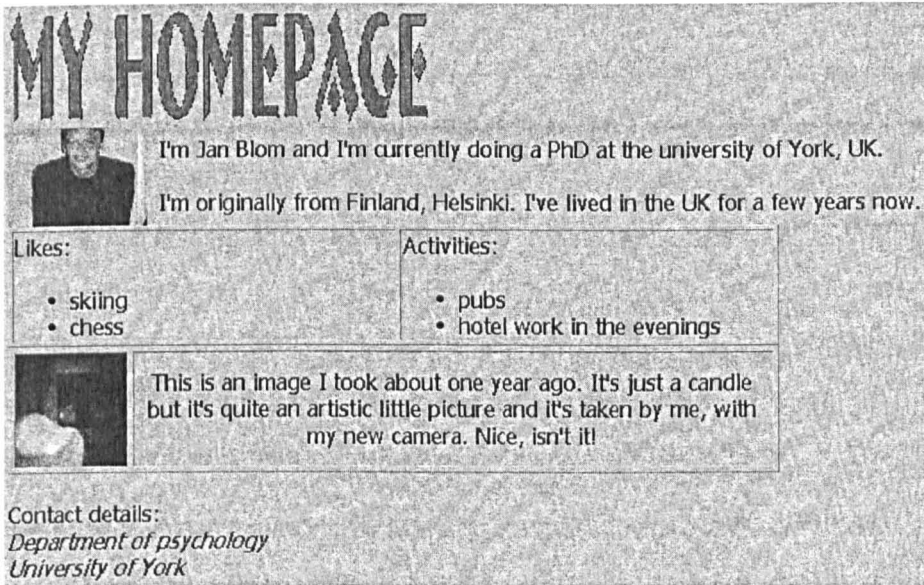 MY HOMEPAGE
I'm Jan Blom and I'm currently doing a PhD at the university of York, UK.
I'm originally from Finland, Helsinki. I've lived in the UK for a few years now.
Likes:
• skiing
• chess
Activities:
• pubs
• hotel work in the evenings
This is an image I took about one year ago. It's just a candle
but it's quite an artistic little picture and it's taken by me, with
my new camera. Nice, isn't it!
Contact details:
Department of psychology
University of York